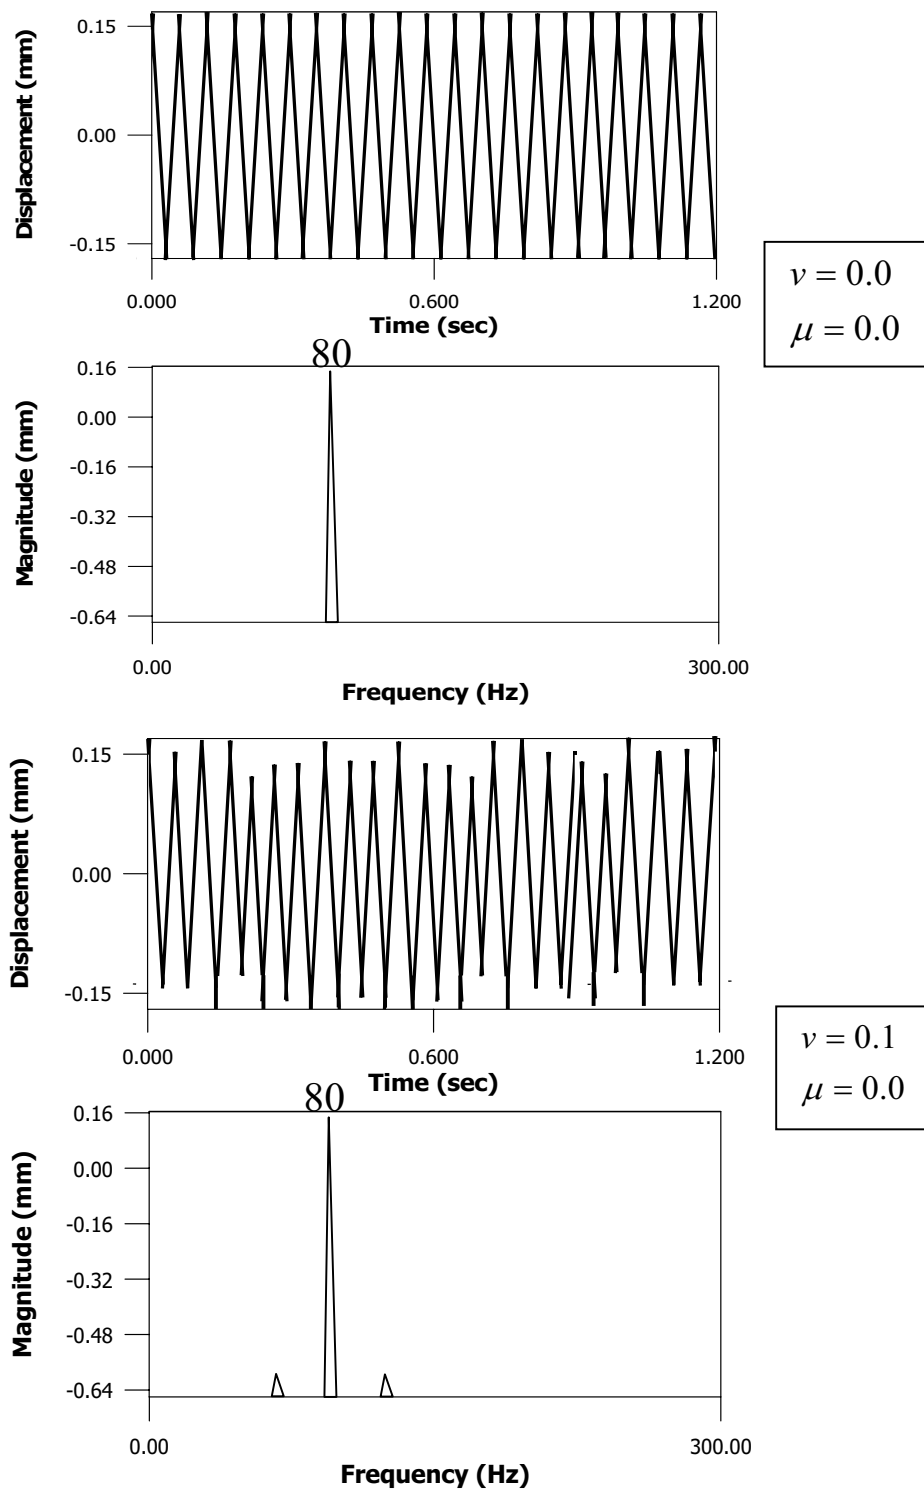 Displacement (mm)
0.15
0.00
-0.15
0.000 0.600 1.200
Time (sec)
ν = 0.0
μ = 0.0
80
Magnitude (mm)
0.16
0.00
-0.16
-0.32
-0.48
-0.64
0.00 300.00
Frequency (Hz)
Displacement (mm)
0.15
0.00
-0.15
0.000 0.600 1.200
Time (sec)
ν = 0.1
μ = 0.0
80
Magnitude (mm)
0.16
0.00
-0.16
-0.32
-0.48
-0.64
0.00 300.00
Frequency (Hz)